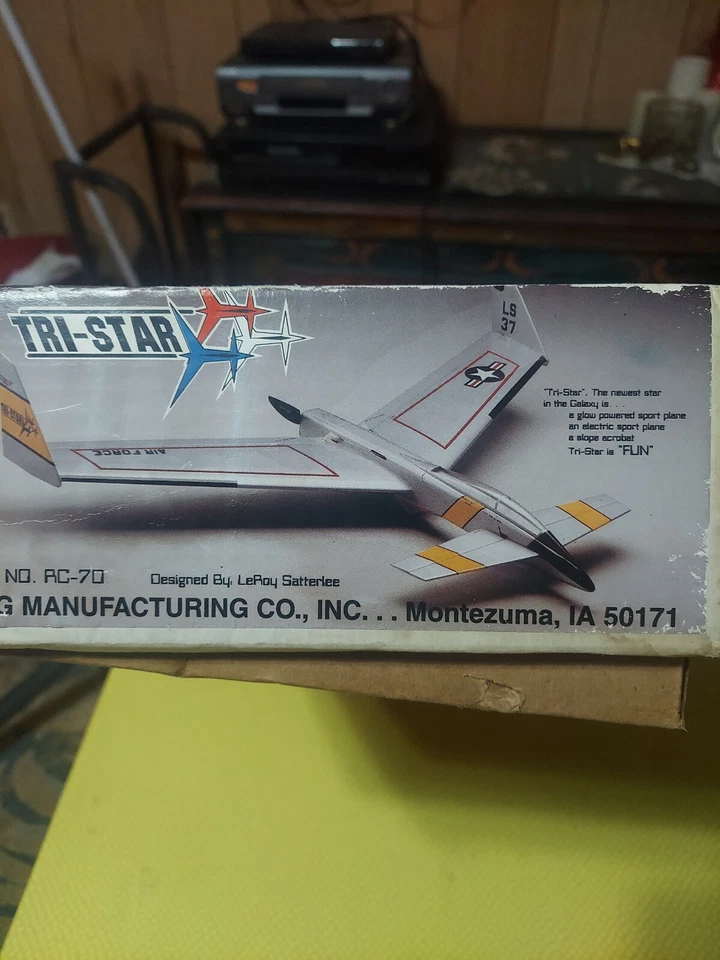 TRI-STAR
LS
37
"Tri-Star". The newest star
in the Galaxy is. . .
a glow powered sport plane
an electric sport plane
a slope acrobat
Tri-Star is "FUN"
TRI-STAR
AIR FORCE
NO. RC-70
Designed By: LeRoy Satterlee
G MANUFACTURING CO., INC. . . Montezuma, IA 50171